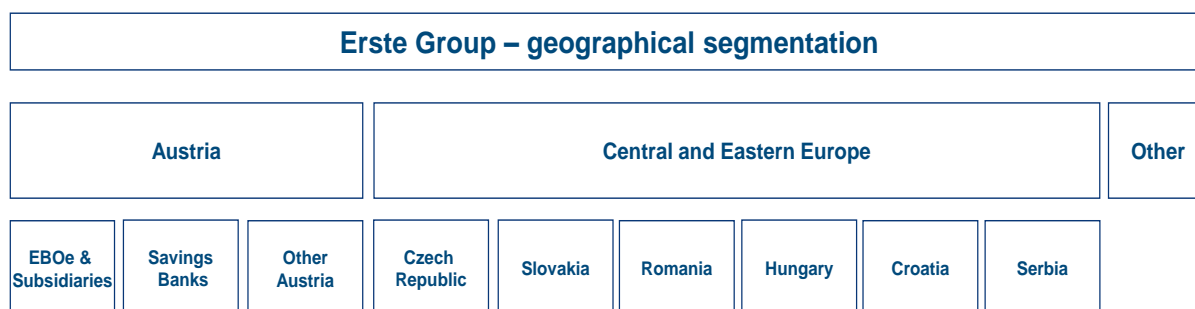 Erste Group – geographical segmentation
Austria
Central and Eastern Europe
Other
EBOe &
Subsidiaries
Savings
Banks
Other
Austria
Czech
Republic
Slovakia
Romania
Hungary
Croatia
Serbia